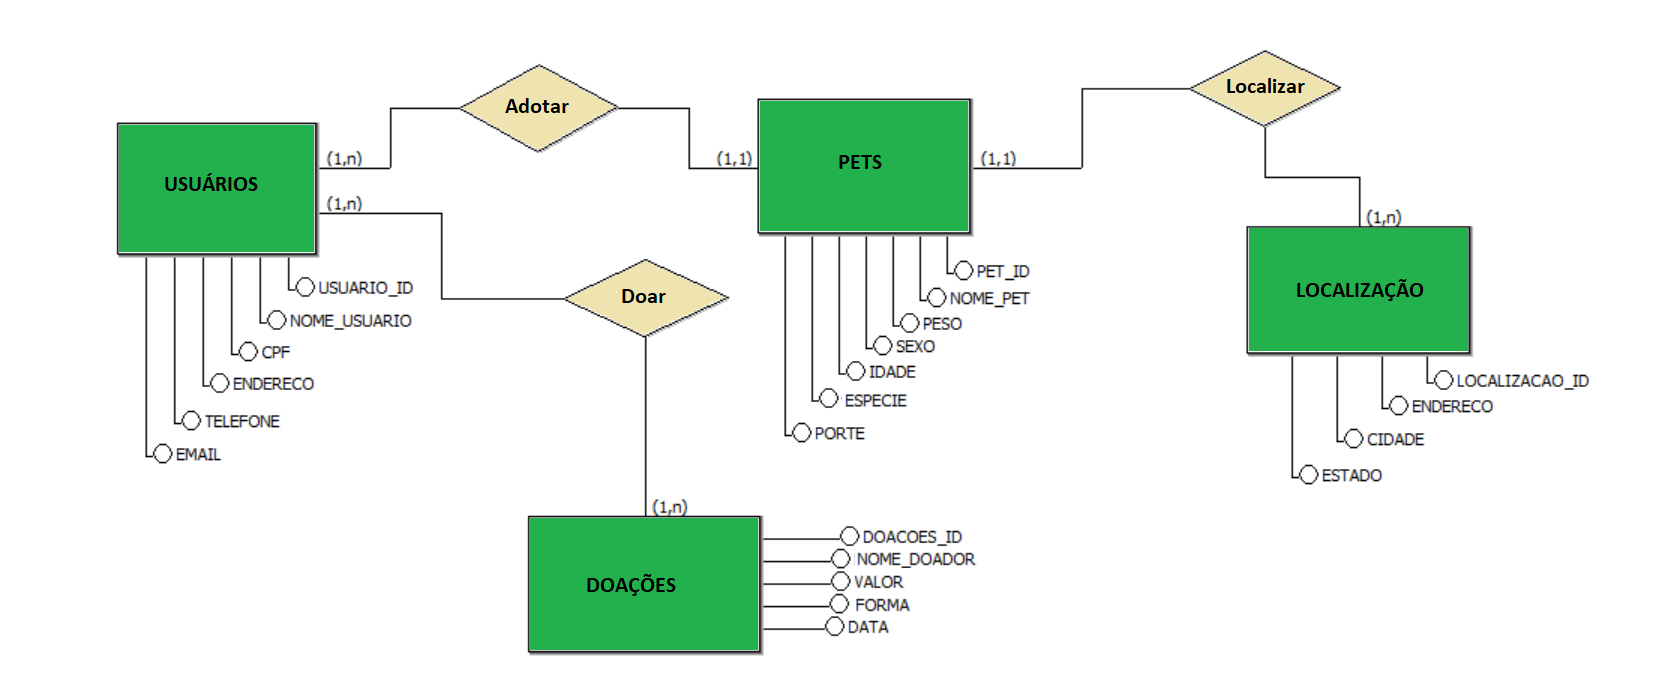 Adotar
Localizar
USUÁRIOS
(1,n)
(1,1)
PETS
(1,1)
(1,n)
(1,n)
LOCALIZAÇÃO
Doar
USUARIO_ID
NOME_USUARIO
CPF
ENDERECO
TELEFONE
EMAIL
PET_ID
NOME_PET
PESO
SEXO
IDADE
ESPECIE
PORTE
LOCALIZACAO_ID
ENDERECO
CIDADE
ESTADO
(1,n)
DOAÇÕES
DOACOES_ID
NOME_DOADOR
VALOR
FORMA
DATA